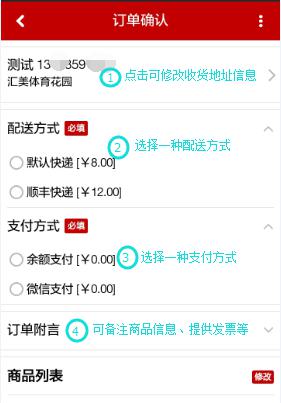 订单确认
测试 13 859
汇美体育花园
1 点击可修改收货地址信息
配送方式 必填
2 选择一种配送方式
默认快递 [￥8.00]
顺丰快递 [￥12.00]
支付方式 必填
余额支付 [￥0.00] 3 选择一种支付方式
微信支付 [￥0.00]
订单附言 4 可备注商品信息、提供发票等
商品列表 修改